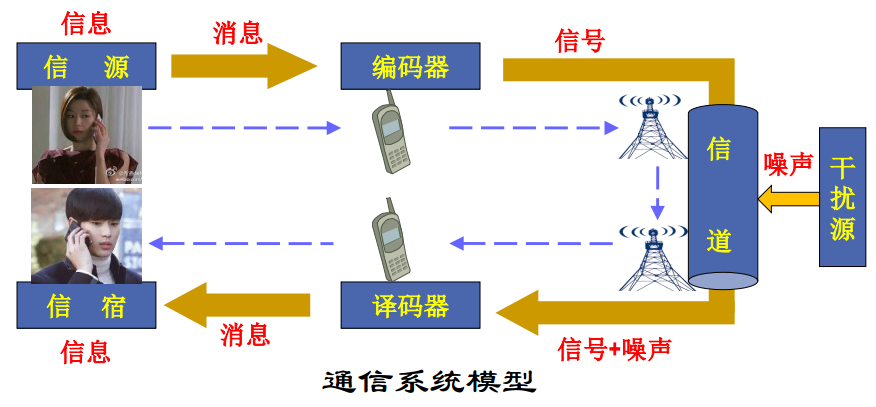 信息
消息
信号
信 源
编码器
信
道
噪声
干
扰
源
信 宿
译码器
信息
消息
信号+噪声
通信系统模型